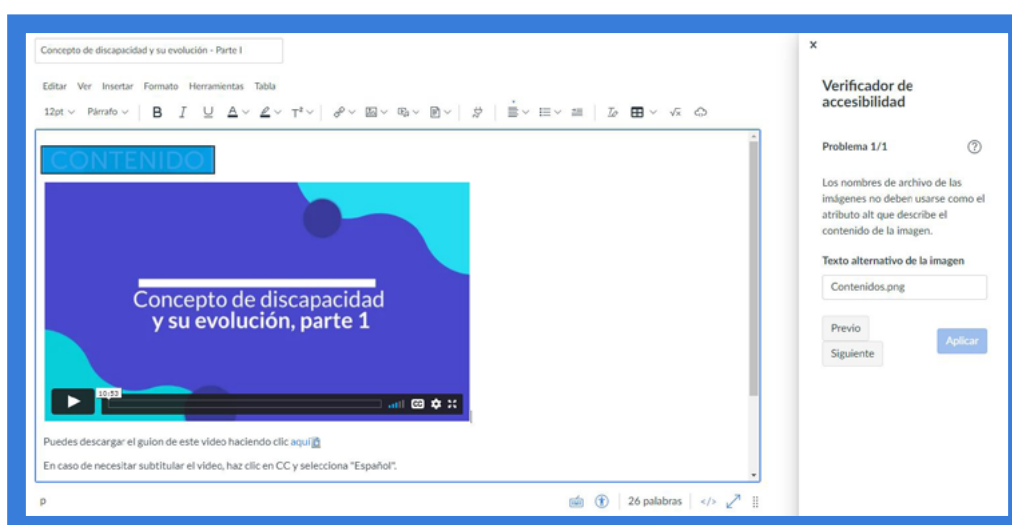 Concepto de discapacidad y su evolución - Parte I
Editar Ver Insertar Formato Herramientas Tabla
12pt Párrafo B I U A T²
CONTENIDO
Concepto de discapacidad
y su evolución, parte 1
10:53
CC
Puedes descargar el guion de este video haciendo clic aquí
En caso de necesitar subtitular el video, haz clic en CC y selecciona "Español".
p
26 palabras </>
x
Verificador de
accesibilidad
Problema 1/1 ?
Los nombres de archivo de las
imágenes no deben usarse como el
atributo alt que describe el
contenido de la imagen.
Texto alternativo de la imagen
Contenidos.png
Previo
Aplicar
Siguiente